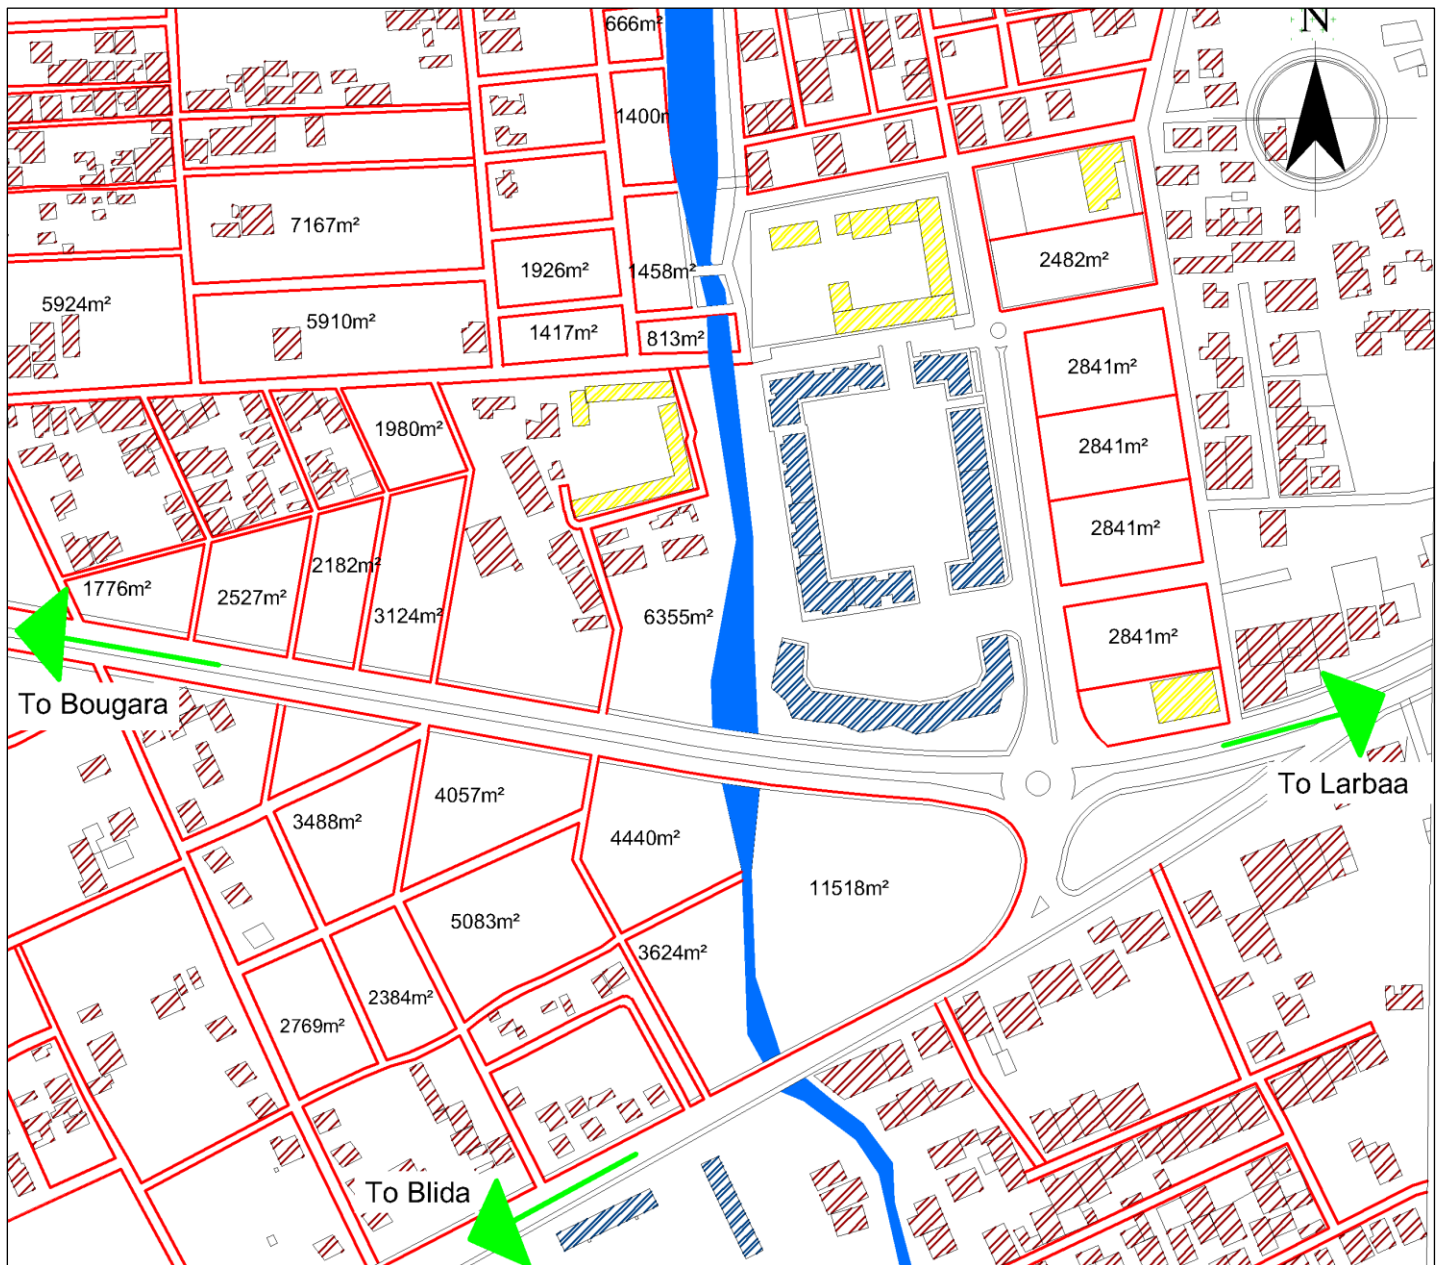 666m²
N
1400m
7167m²
2482m²
1926m²
1458m²
5924m²
5910m²
1417m²
813m²
2841m²
1980m²
2841m²
2841m²
2182m²
1776m²
2527m²
3124m²
6355m²
2841m²
To Bougara
To Larbaa
4057m²
3488m²
4440m²
11518m²
5083m²
3624m²
2384m²
2769m²
To Blida